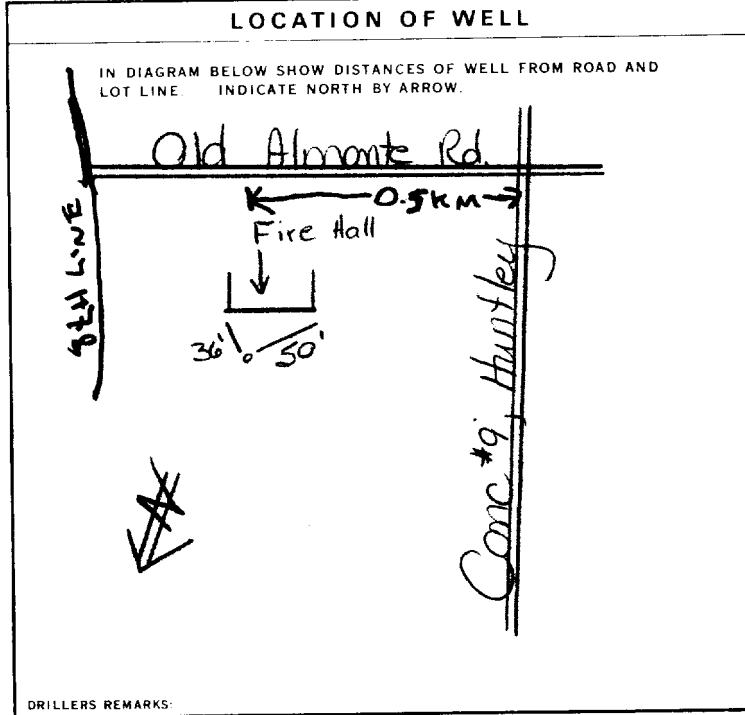 LOCATION OF WELL
IN DIAGRAM BELOW SHOW DISTANCES OF WELL FROM ROAD AND
LOT LINE. INDICATE NORTH BY ARROW.
Old Almonte Rd.
0.5KM
Fire Hall
8th LINE
36'
50'
Conc #9, Huntley
N
DRILLERS REMARKS: